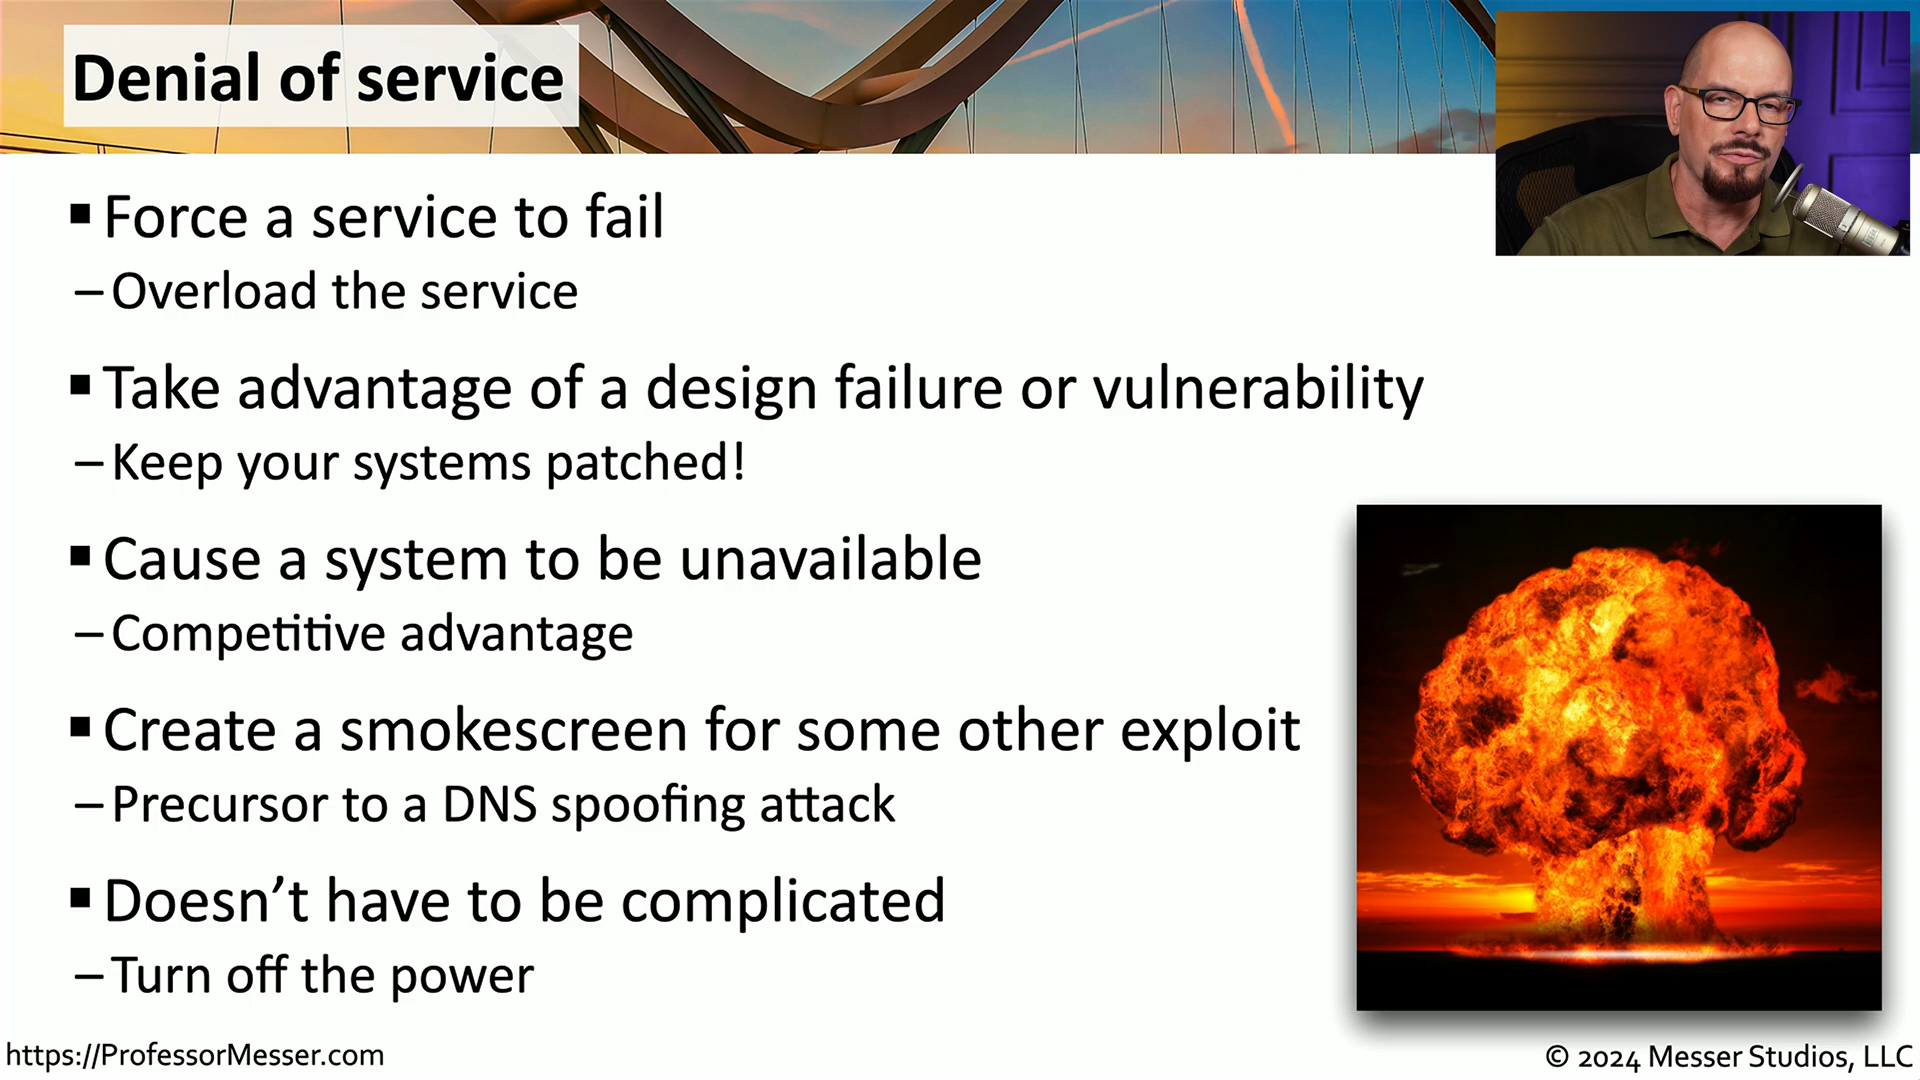 Denial of service
▪ Force a service to fail
– Overload the service
▪ Take advantage of a design failure or vulnerability
– Keep your systems patched!
▪ Cause a system to be unavailable
– Competitive advantage
▪ Create a smokescreen for some other exploit
– Precursor to a DNS spoofing attack
▪ Doesn’t have to be complicated
– Turn off the power
https://ProfessorMesser.com
© 2024 Messer Studios, LLC